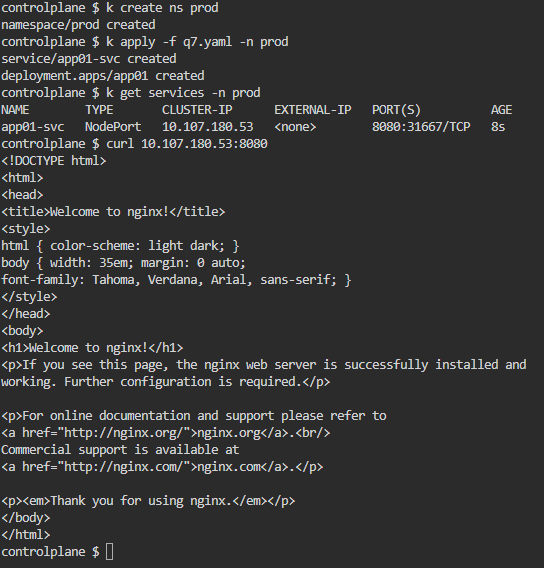 controlplane $ k create ns prod
namespace/prod created
controlplane $ k apply -f q7.yaml -n prod
service/app01-svc created
deployment.apps/app01 created
controlplane $ k get services -n prod
NAME        TYPE       CLUSTER-IP      EXTERNAL-IP   PORT(S)          AGE
app01-svc   NodePort   10.107.180.53   <none>        8080:31667/TCP   8s
controlplane $ curl 10.107.180.53:8080
<!DOCTYPE html>
<html>
<head>
<title>Welcome to nginx!</title>
<style>
html { color-scheme: light dark; }
body { width: 35em; margin: 0 auto;
font-family: Tahoma, Verdana, Arial, sans-serif; }
</style>
</head>
<body>
<h1>Welcome to nginx!</h1>
<p>If you see this page, the nginx web server is successfully installed and
working. Further configuration is required.</p>

<p>For online documentation and support please refer to
<a href="http://nginx.org/">nginx.org</a>.<br/>
Commercial support is available at
<a href="http://nginx.com/">nginx.com</a>.</p>

<p><em>Thank you for using nginx.</em></p>
</body>
</html>
controlplane $